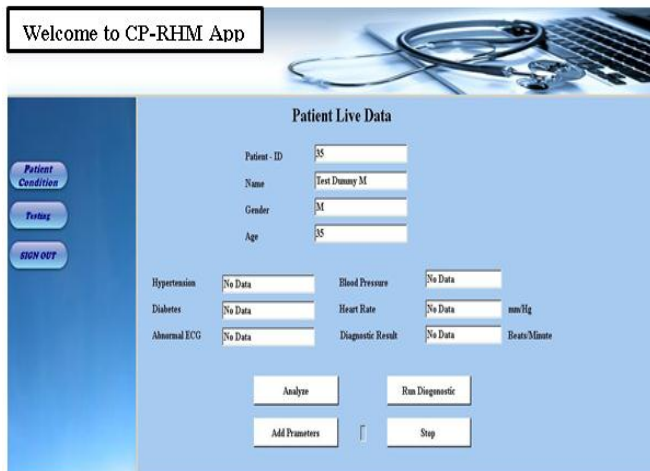 Welcome to CP-RHM App
Patient Live Data
Patient - ID 35
Name Test Dummy M
Gender M
Age 35
Patient
Condition
Testing
SIGN OUT
Hypertension No Data Blood Pressure No Data
Diabetes No Data Heart Rate No Data mm/Hg
Abnormal ECG No Data Diagnostic Result No Data Beats/Minute
Analyze Run Diegonostic
Add Prameters Stop